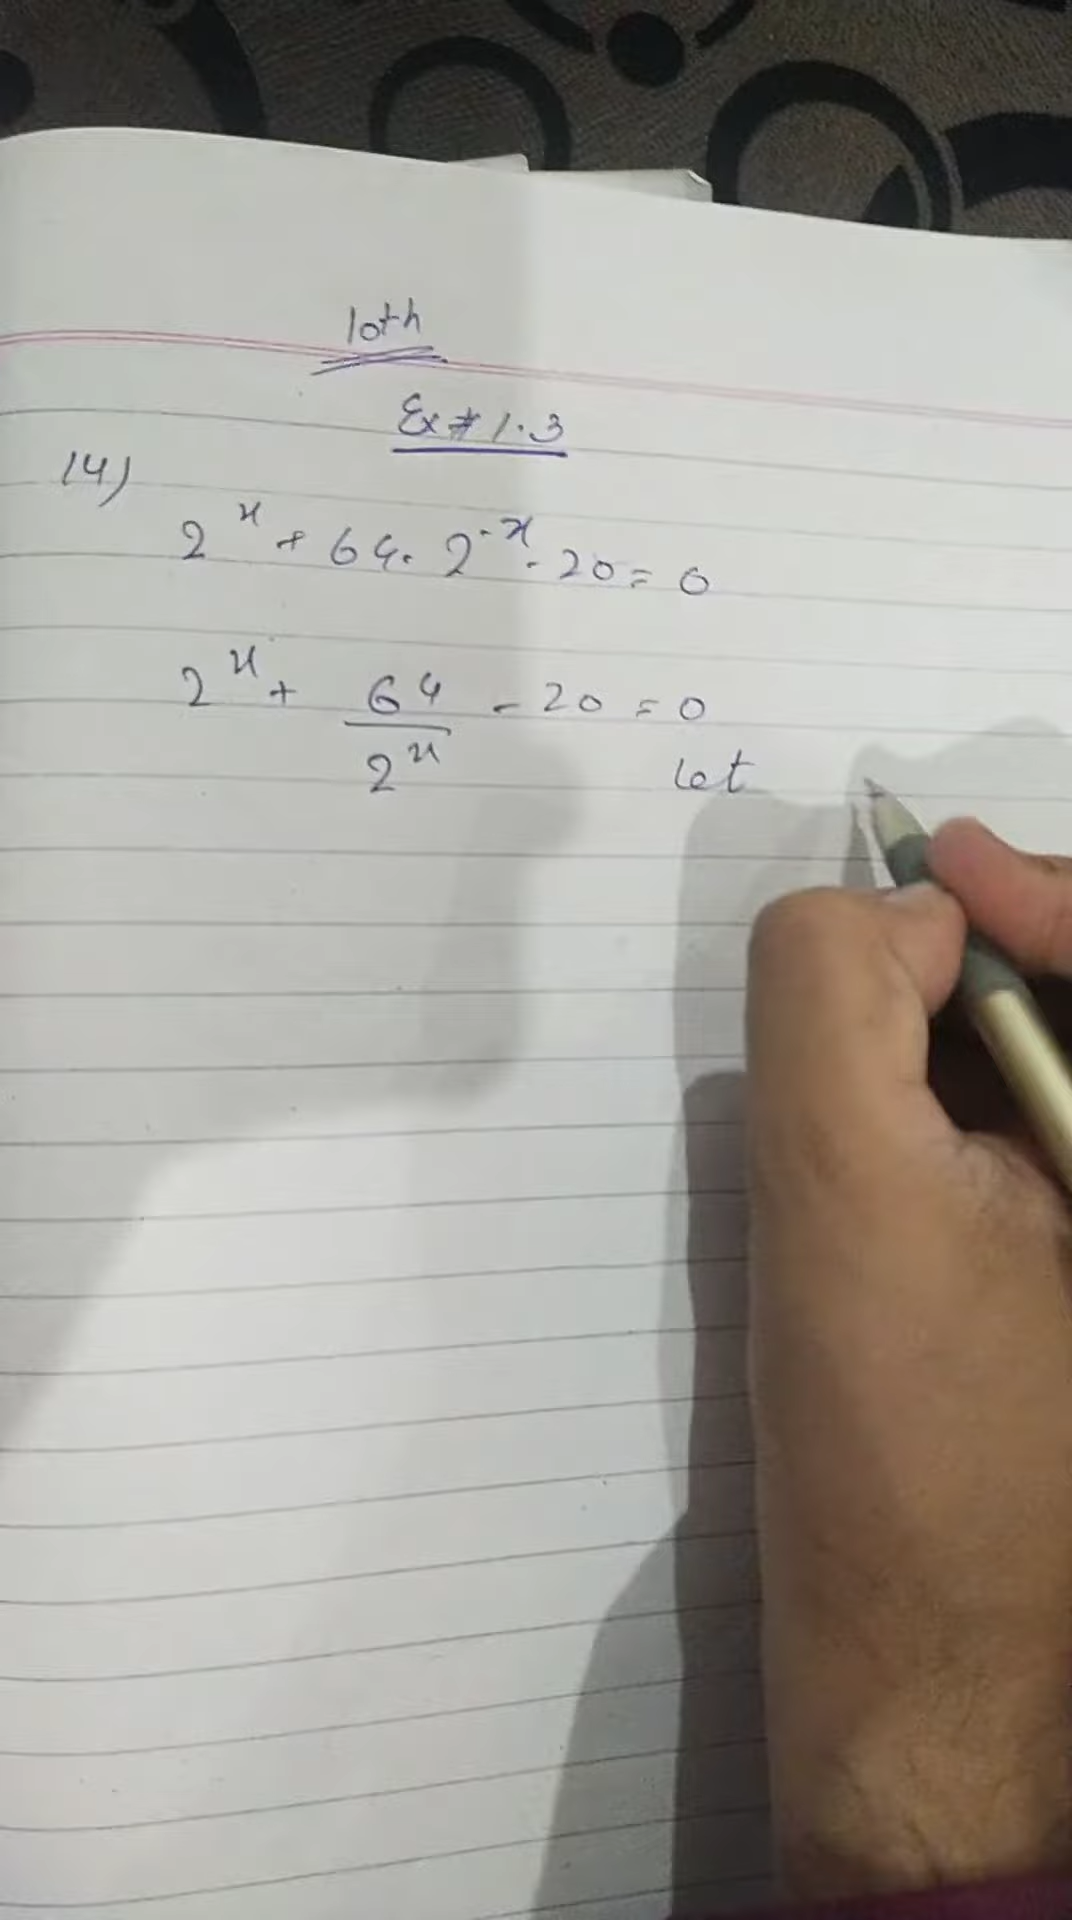 10th
Ex # 1.3
14)
2^x + 64. 2^-x - 20 = 0
2^x + 64/2^x - 20 = 0
Let